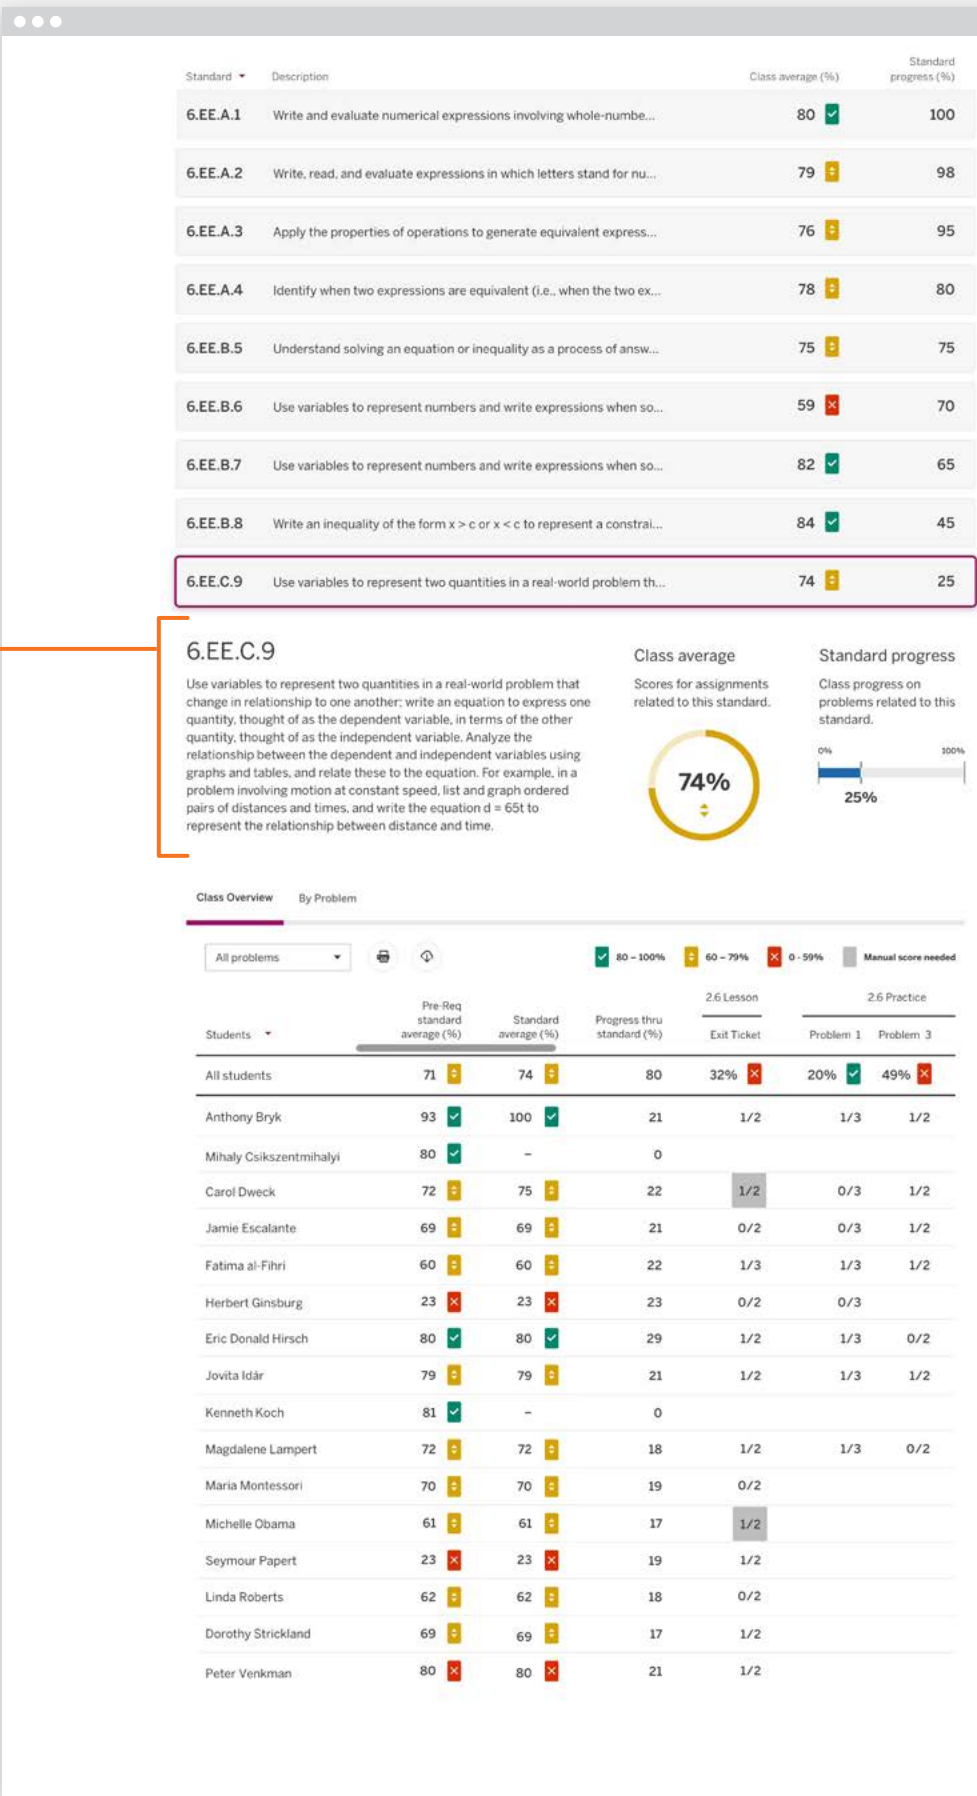 Standard Description Class average (%) Standard progress (%)
6.EE.A.1 Write and evaluate numerical expressions involving whole-numbe... 80 100
6.EE.A.2 Write, read, and evaluate expressions in which letters stand for nu... 79 98
6.EE.A.3 Apply the properties of operations to generate equivalent express... 76 95
6.EE.A.4 Identify when two expressions are equivalent (i.e., when the two ex... 78 80
6.EE.B.5 Understand solving an equation or inequality as a process of answ... 75 75
6.EE.B.6 Use variables to represent numbers and write expressions when so... 59 70
6.EE.B.7 Use variables to represent numbers and write expressions when so... 82 65
6.EE.B.8 Write an inequality of the form x > c or x < c to represent a constrai... 84 45
6.EE.C.9 Use variables to represent two quantities in a real-world problem th... 74 25
6.EE.C.9
Use variables to represent two quantities in a real-world problem that
change in relationship to one another; write an equation to express one
quantity, thought of as the dependent variable, in terms of the other
quantity, thought of as the independent variable. Analyze the
relationship between the dependent and independent variables using
graphs and tables, and relate these to the equation. For example, in a
problem involving motion at constant speed, list and graph ordered
pairs of distances and times, and write the equation d = 65t to
represent the relationship between distance and time.
Class average
Scores for assignments
related to this standard.
74%
Standard progress
Class progress on
problems related to this
standard.
0% 100%
25%
Class Overview By Problem
All problems 80 – 100% 60 – 79% 0 - 59% Manual score needed
2.6 Lesson 2.6 Practice
Students Pre-Req standard average (%) Standard average (%) Progress thru standard (%) Exit Ticket Problem 1 Problem 3
All students 71 74 80 32% 20% 49%
Anthony Bryk 93 100 21 1/2 1/3 1/2
Mihaly Csikszentmihalyi 80 – 0
Carol Dweck 72 75 22 1/2 0/3 1/2
Jamie Escalante 69 69 21 0/2 0/3 1/2
Fatima al-Fihri 60 60 22 1/3 1/3 1/2
Herbert Ginsburg 23 23 23 0/2 0/3
Eric Donald Hirsch 80 80 29 1/2 1/3 0/2
Jovita Idár 79 79 21 1/2 1/3 1/2
Kenneth Koch 81 – 0
Magdalene Lampert 72 72 18 1/2 1/3 0/2
Maria Montessori 70 70 19 0/2
Michelle Obama 61 61 17 1/2
Seymour Papert 23 23 19 1/2
Linda Roberts 62 62 18 0/2
Dorothy Strickland 69 69 17 1/2
Peter Venkman 80 80 21 1/2